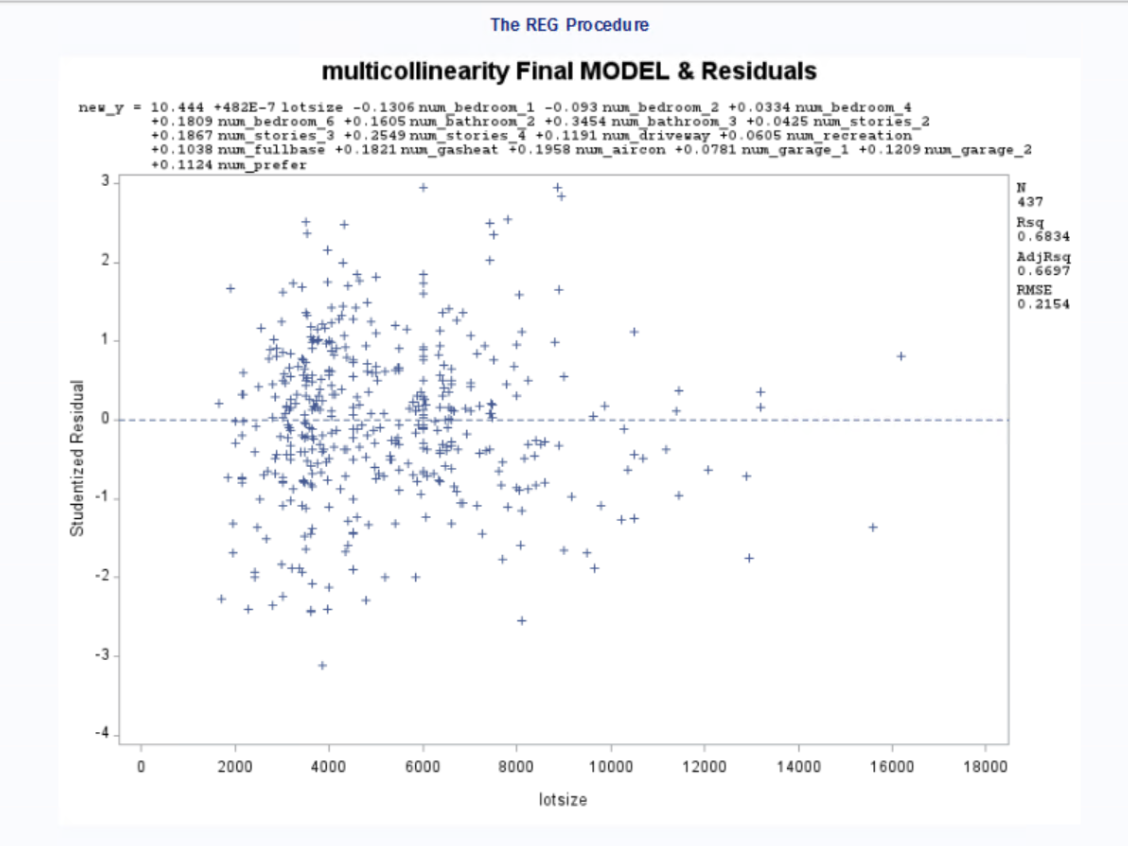 The REG Procedure
multicollinearity Final MODEL & Residuals
new_y = 10.444 +482E-7 lotsize -0.1306 num_bedroom_1 -0.093 num_bedroom_2 +0.0334 num_bedroom_4
+0.1809 num_bedroom_6 +0.1605 num_bathroom_2 +0.3454 num_bathroom_3 +0.0425 num_stories_2
+0.1867 num_stories_3 +0.2549 num_stories_4 +0.1191 num_driveway +0.0605 num_recreation
+0.1038 num_fullbase +0.1821 num_gasheat +0.1958 num_aircon +0.0781 num_garage_1 +0.1209 num_garage_2
+0.1124 num_prefer
3
2
1
0
-1
-2
-3
-4
Studentized Residual
N
437
Rsq
0.6834
AdjRsq
0.6697
RMSE
0.2154
0 2000 4000 6000 8000 10000 12000 14000 16000 18000
lotsize